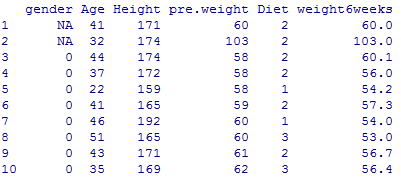 gender Age Height pre.weight Diet weight6weeks
1 NA 41 171 60 2 60.0
2 NA 32 174 103 2 103.0
3 0 44 174 58 2 60.1
4 0 37 172 58 2 56.0
5 0 22 159 58 1 54.2
6 0 41 165 59 2 57.3
7 0 46 192 60 1 54.0
8 0 51 165 60 3 53.0
9 0 43 171 61 2 56.7
10 0 35 169 62 3 56.4